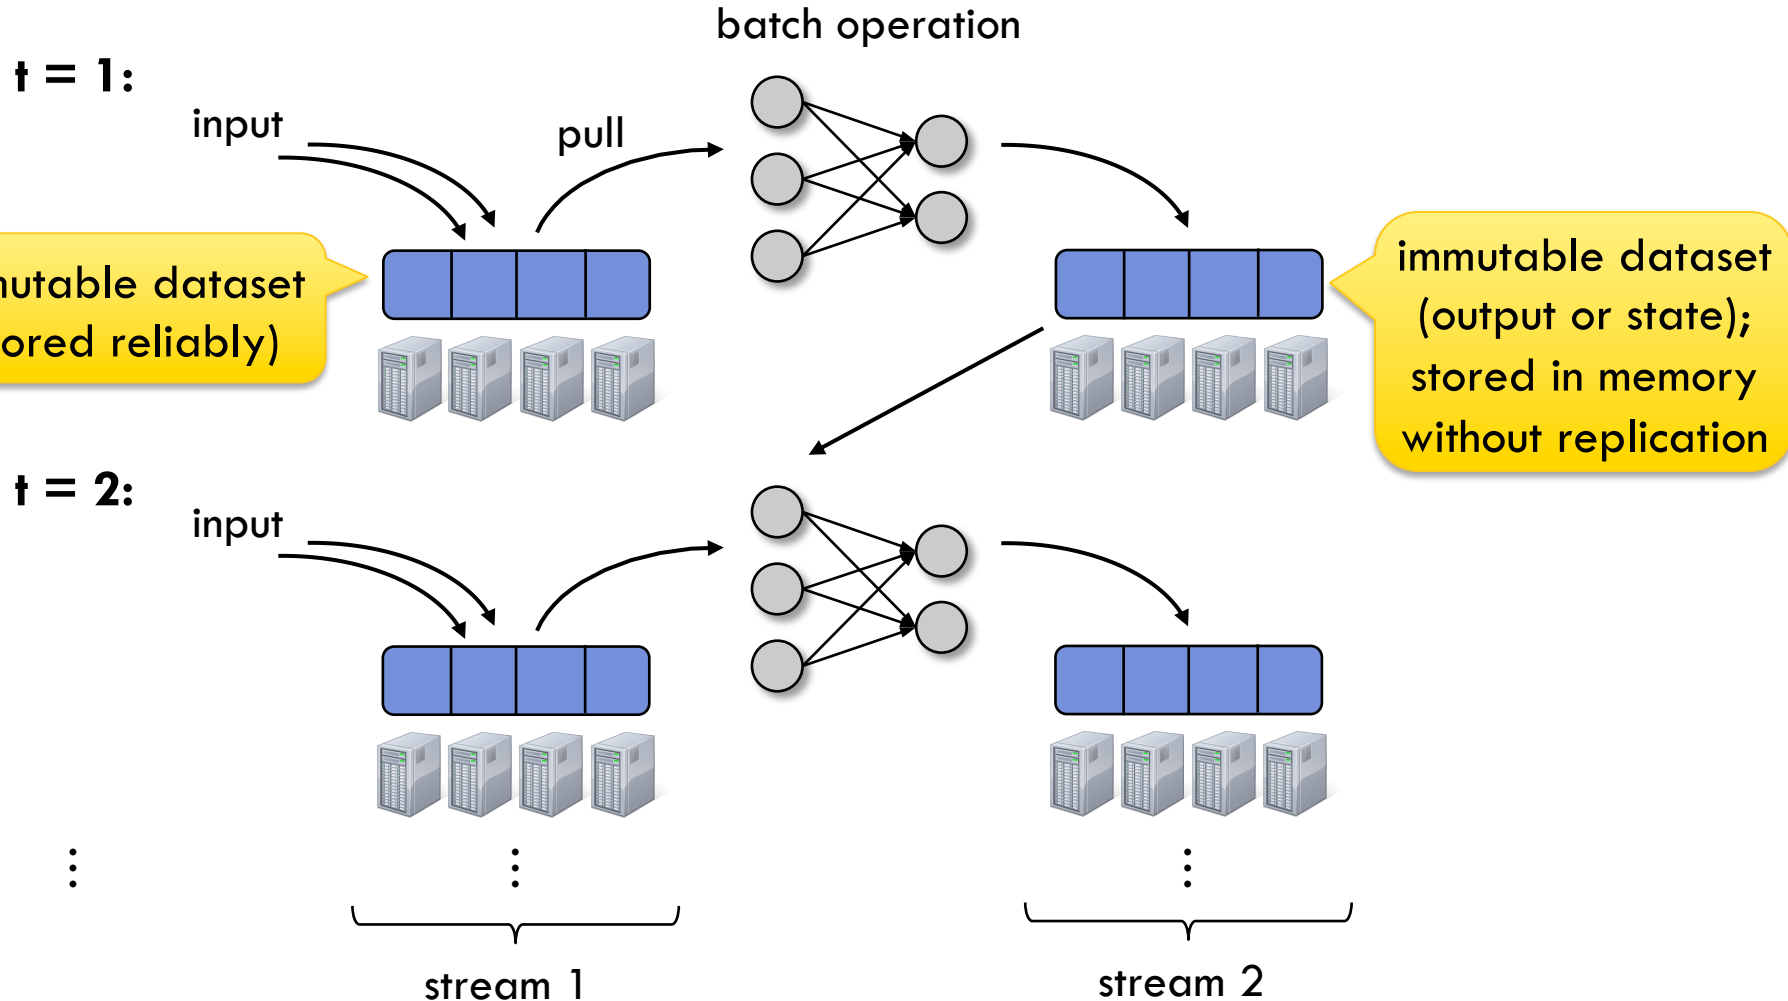 batch operation
t = 1:
input
pull
mutable dataset
ored reliably)
immutable dataset
(output or state);
stored in memory
without replication
t = 2:
input
stream 1
stream 2